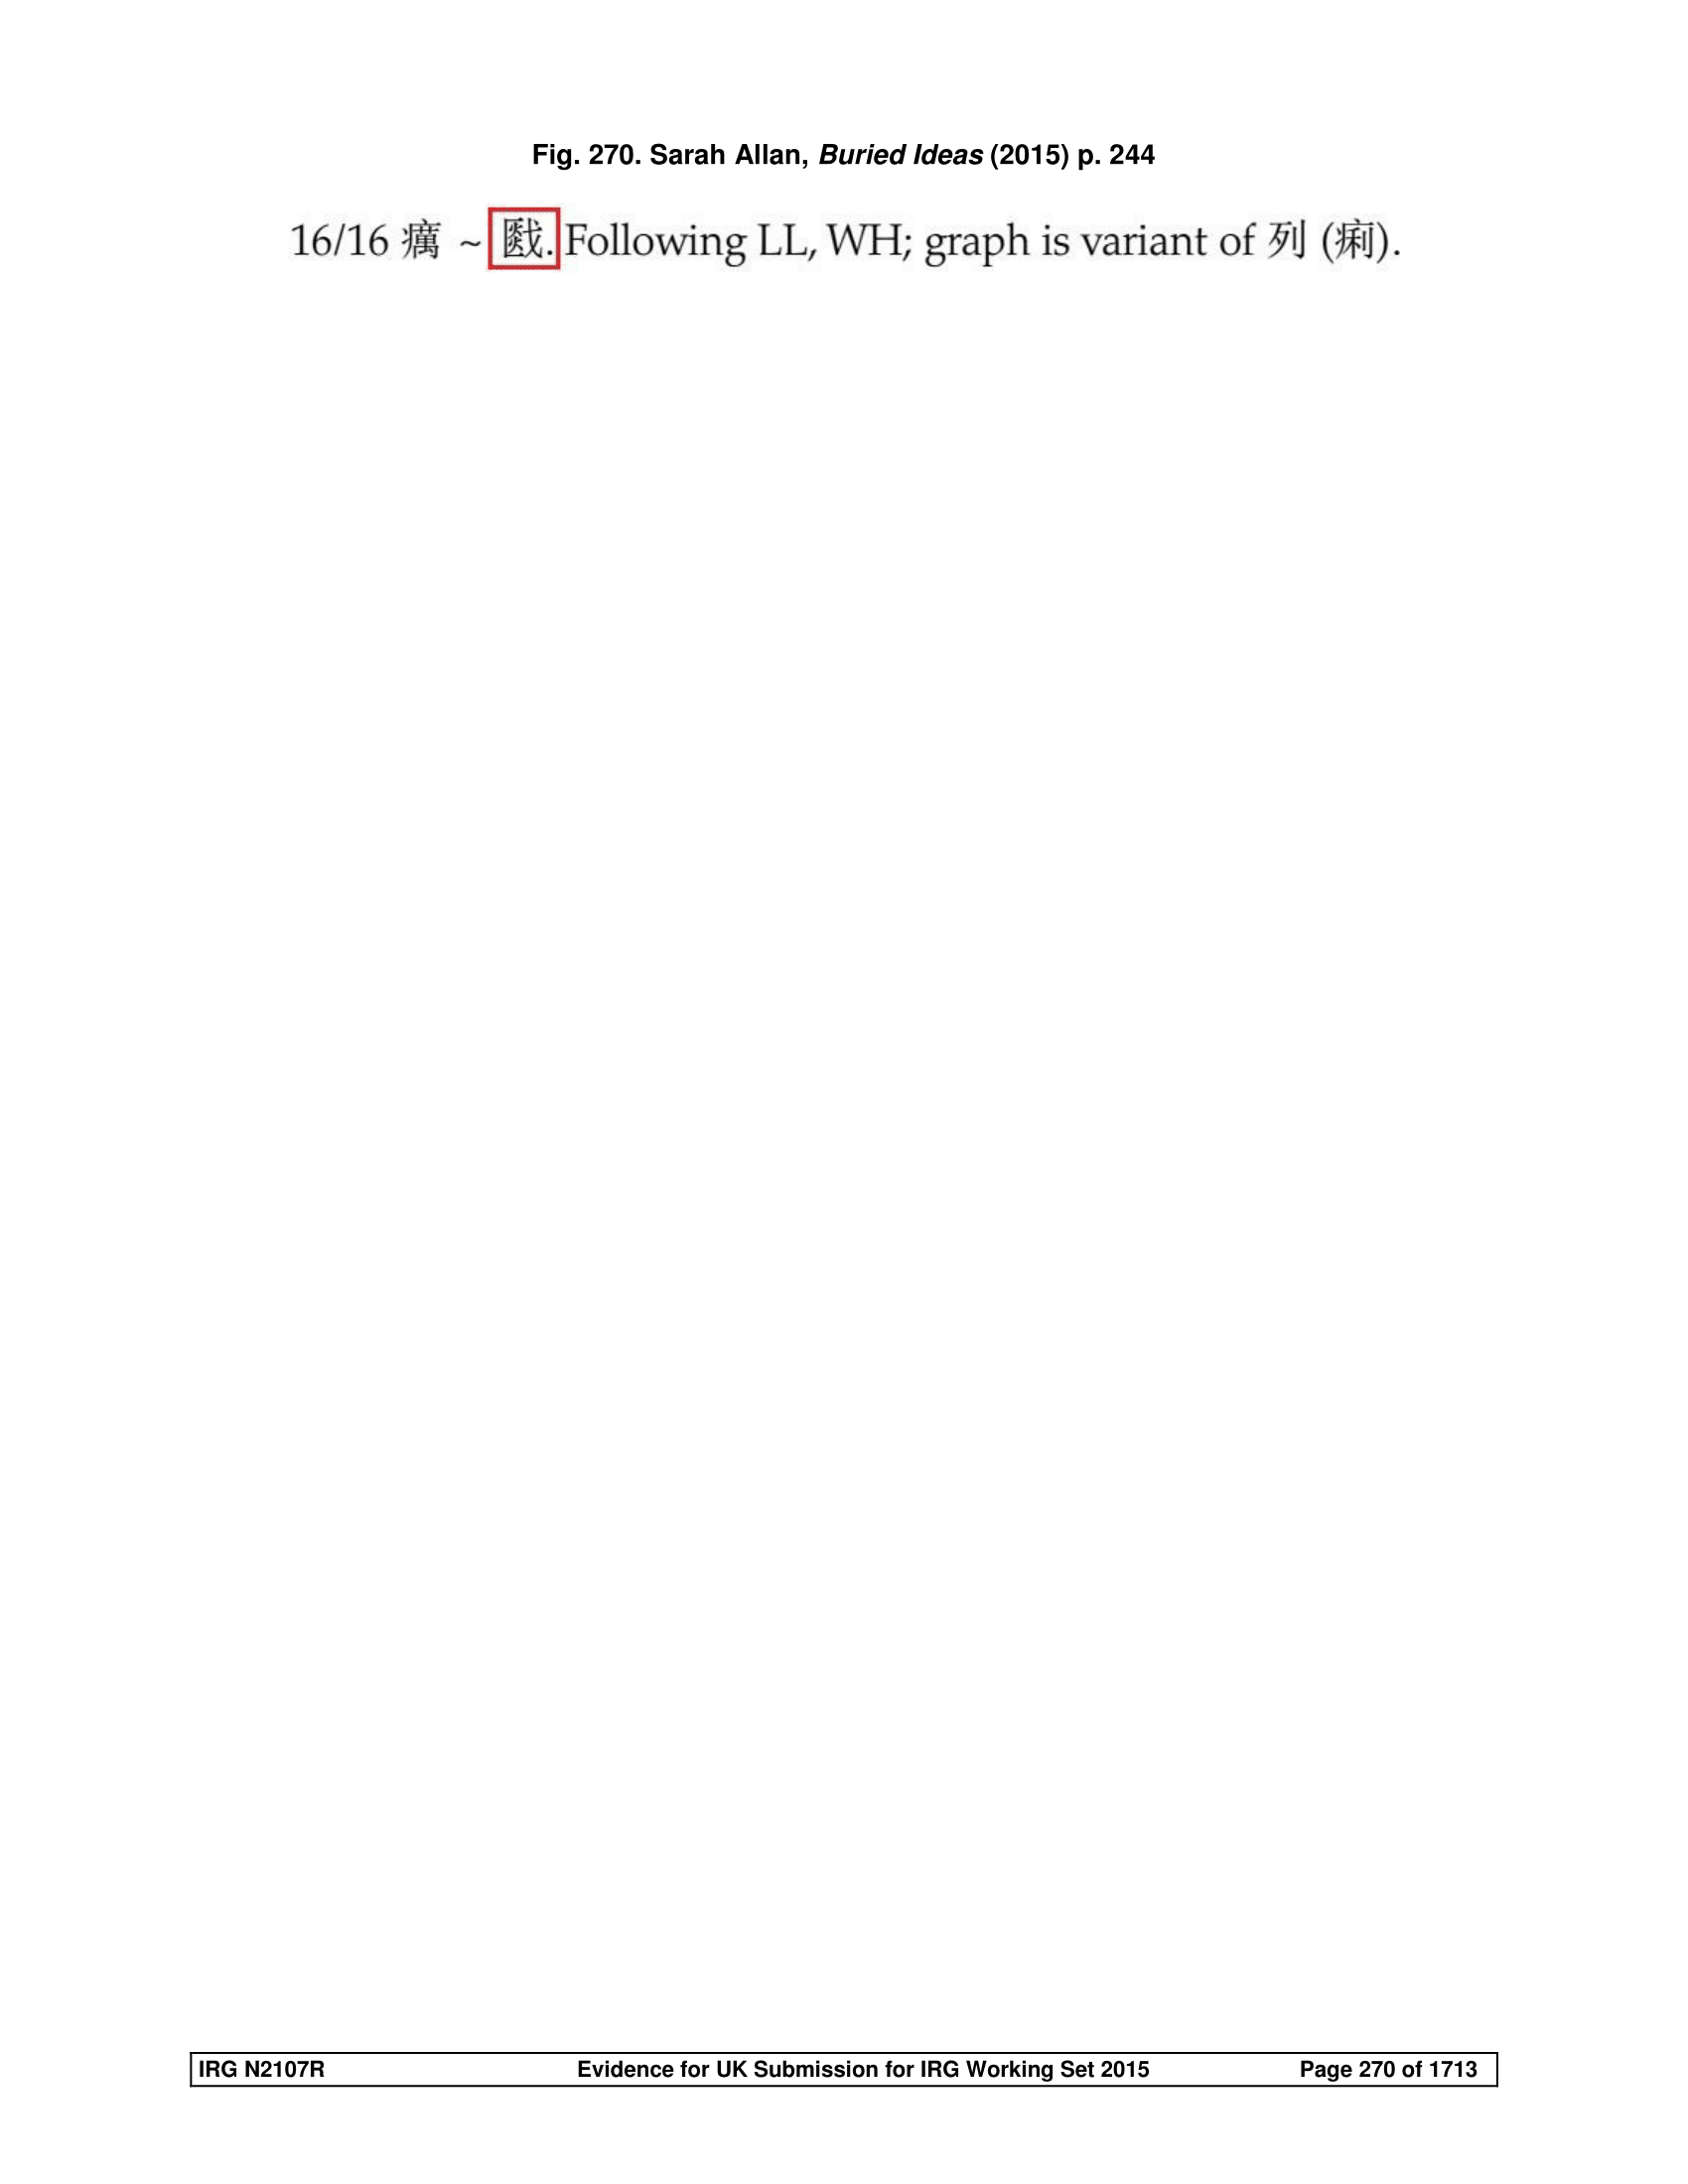 Fig. 270. Sarah Allan, Buried Ideas (2015) p. 244
16/16 癘 ~ . Following LL, WH; graph is variant of 列 (痢).
IRG N2107R Evidence for UK Submission for IRG Working Set 2015 Page 270 of 1713